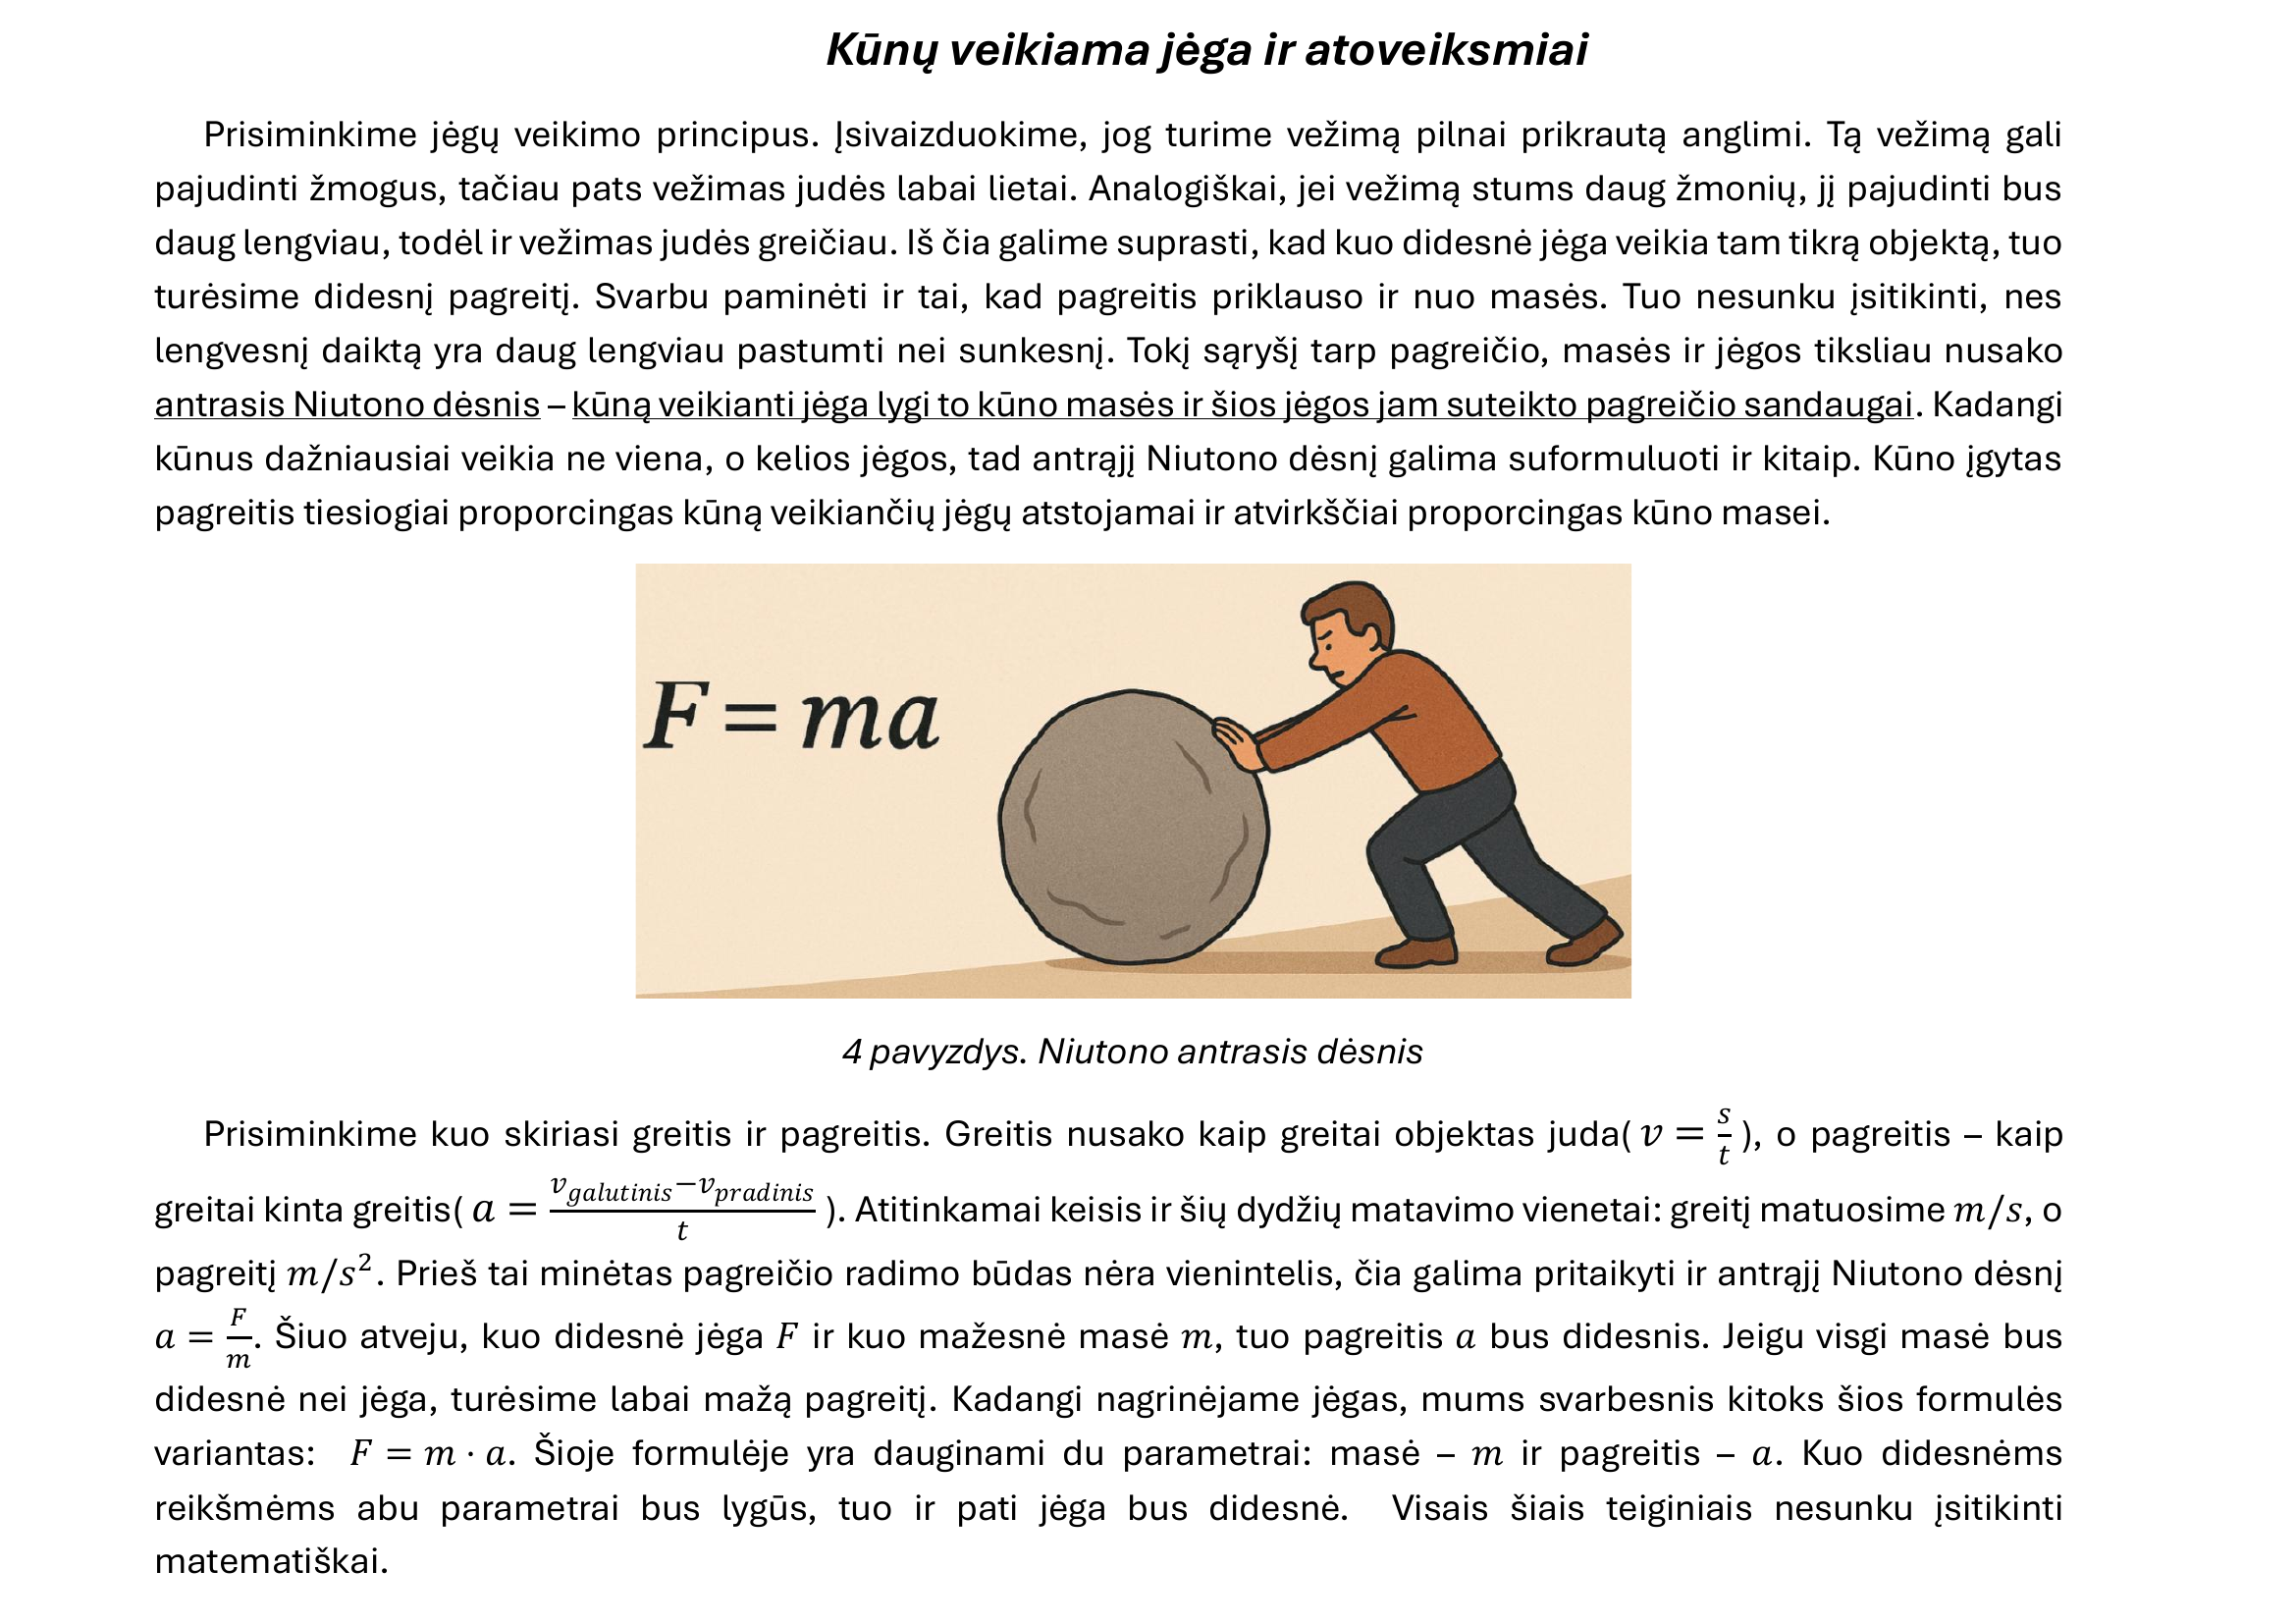 Kūnų veikiama jėga ir atoveiksmiai
Prisiminkime jėgų veikimo principus. Įsivaizduokime, jog turime vežimą pilnai prikrautą anglimi. Tą vežimą gali
pajudinti žmogus, tačiau pats vežimas judės labai lietai. Analogiškai, jei vežimą stums daug žmonių, jį pajudinti bus
daug lengviau, todėl ir vežimas judės greičiau. Iš čia galime suprasti, kad kuo didesnė jėga veikia tam tikrą objektą, tuo
turėsime didesnį pagreitį. Svarbu paminėti ir tai, kad pagreitis priklauso ir nuo masės. Tuo nesunku įsitikinti, nes
lengvesnį daiktą yra daug lengviau pastumti nei sunkesnį. Tokį sąryšį tarp pagreičio, masės ir jėgos tiksliau nusako
antrasis Niutono dėsnis – kūną veikianti jėga lygi to kūno masės ir šios jėgos jam suteikto pagreičio sandaugai. Kadangi
kūnus dažniausiai veikia ne viena, o kelios jėgos, tad antrąjį Niutono dėsnį galima suformuluoti ir kitaip. Kūno įgytas
pagreitis tiesiogiai proporcingas kūną veikiančių jėgų atstojamai ir atvirkščiai proporcingas kūno masei.
F = ma
4 pavyzdys. Niutono antrasis dėsnis
Prisiminkime kuo skiriasi greitis ir pagreitis. Greitis nusako kaip greitai objektas juda( v = s/t ), o pagreitis – kaip
greitai kinta greitis( a = (v_galutinis − v_pradinis)/t ). Atitinkamai keisis ir šių dydžių matavimo vienetai: greitį matuosime m/s, o
pagreitį m/s². Prieš tai minėtas pagreičio radimo būdas nėra vienintelis, čia galima pritaikyti ir antrąjį Niutono dėsnį
a = F/m. Šiuo atveju, kuo didesnė jėga F ir kuo mažesnė masė m, tuo pagreitis a bus didesnis. Jeigu visgi masė bus
didesnė nei jėga, turėsime labai mažą pagreitį. Kadangi nagrinėjame jėgas, mums svarbesnis kitoks šios formulės
variantas: F = m · a. Šioje formulėje yra dauginami du parametrai: masė – m ir pagreitis – a. Kuo didesnėms
reikšmėms abu parametrai bus lygūs, tuo ir pati jėga bus didesnė. Visais šiais teiginiais nesunku įsitikinti
matematiškai.